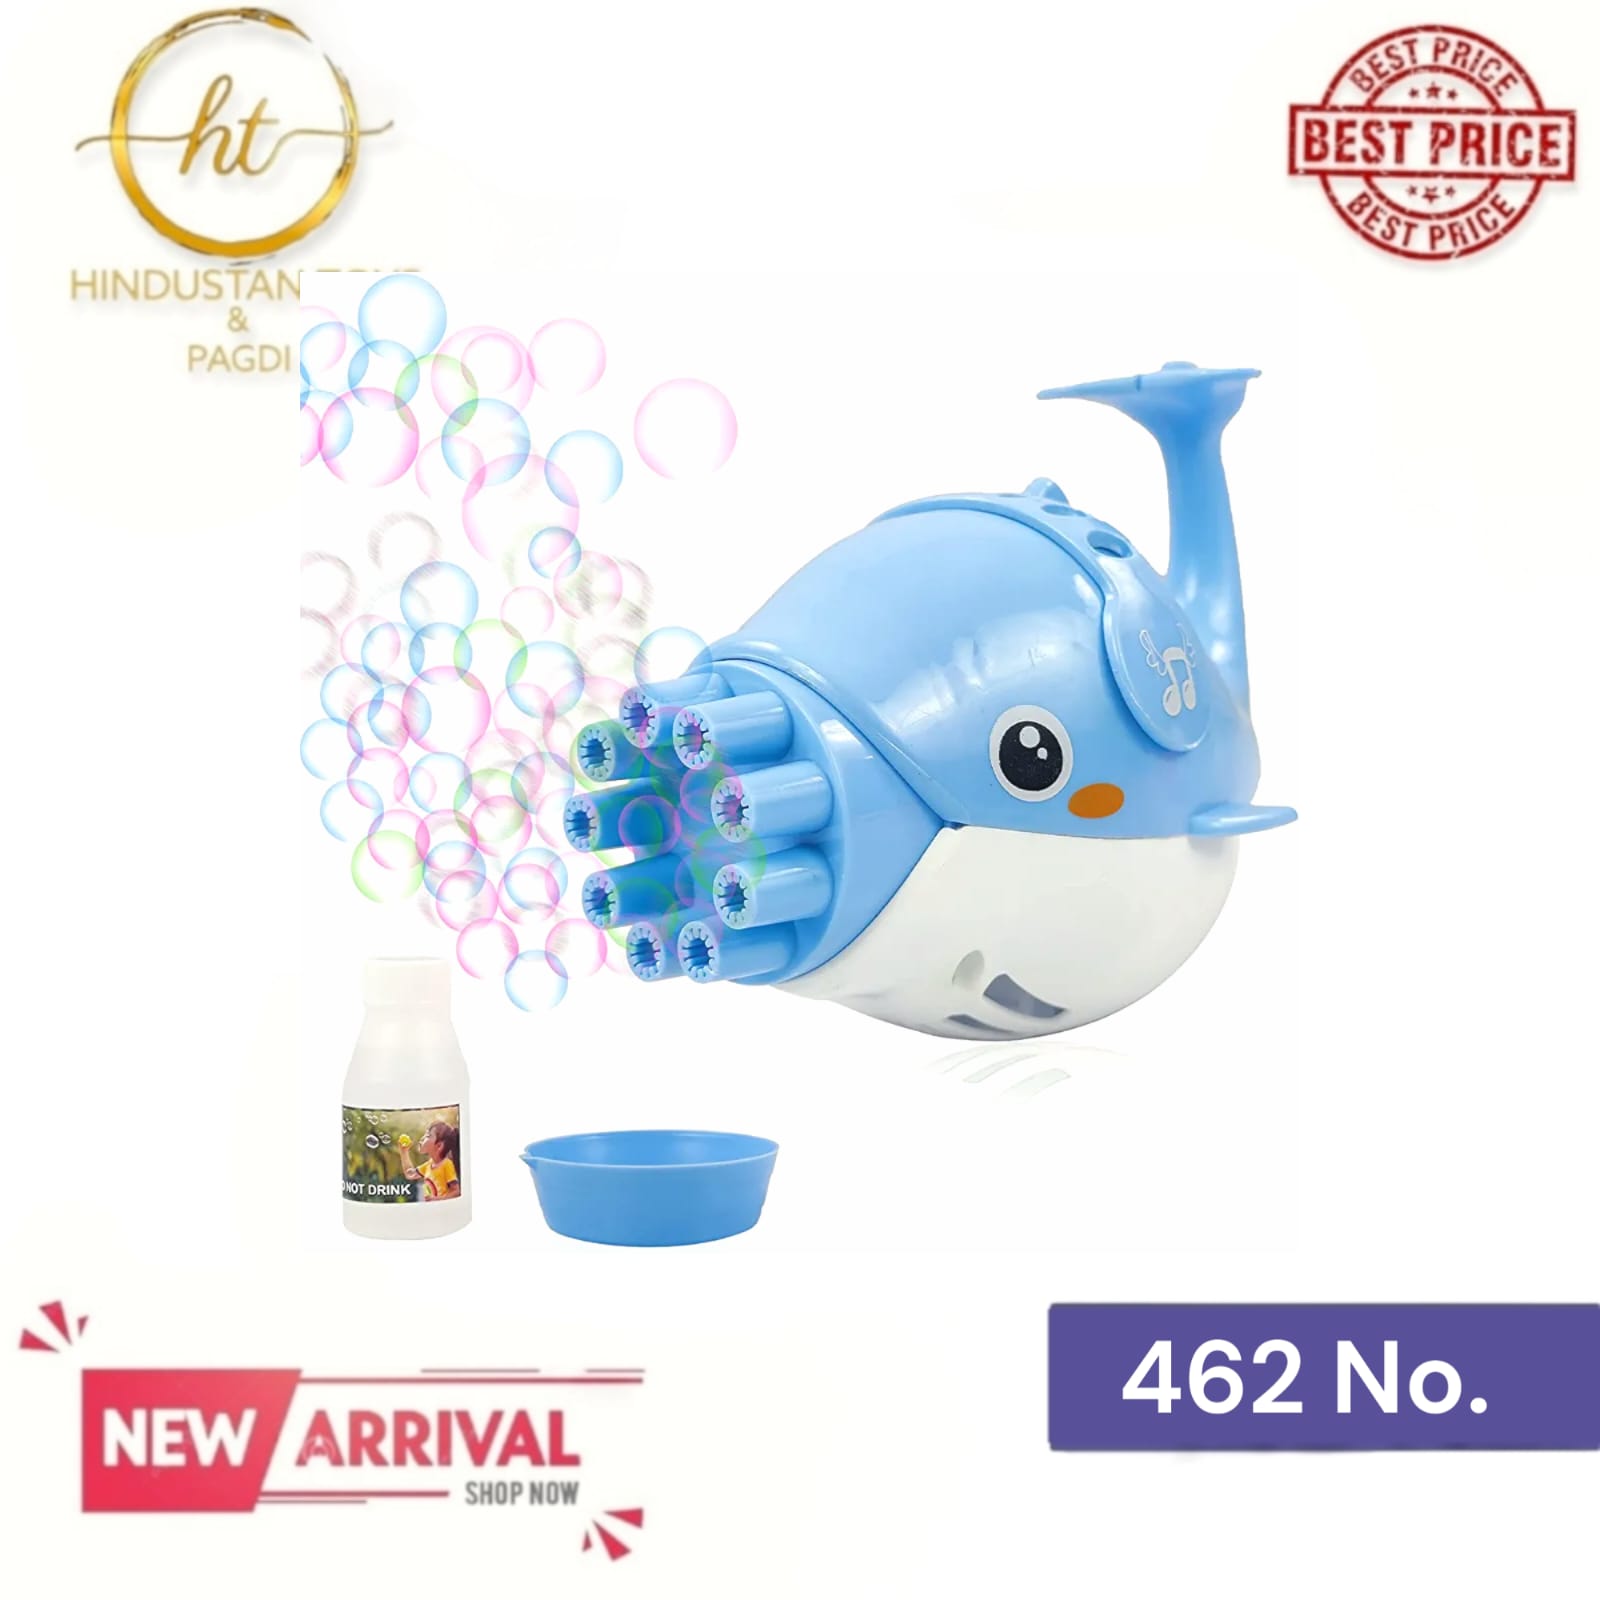 ht
HINDUSTAN
&
PAGDI
BEST PRICE
BEST PRICE
BEST PRICE
NOT DRINK
NEW ARRIVAL
SHOP NOW
462 No.